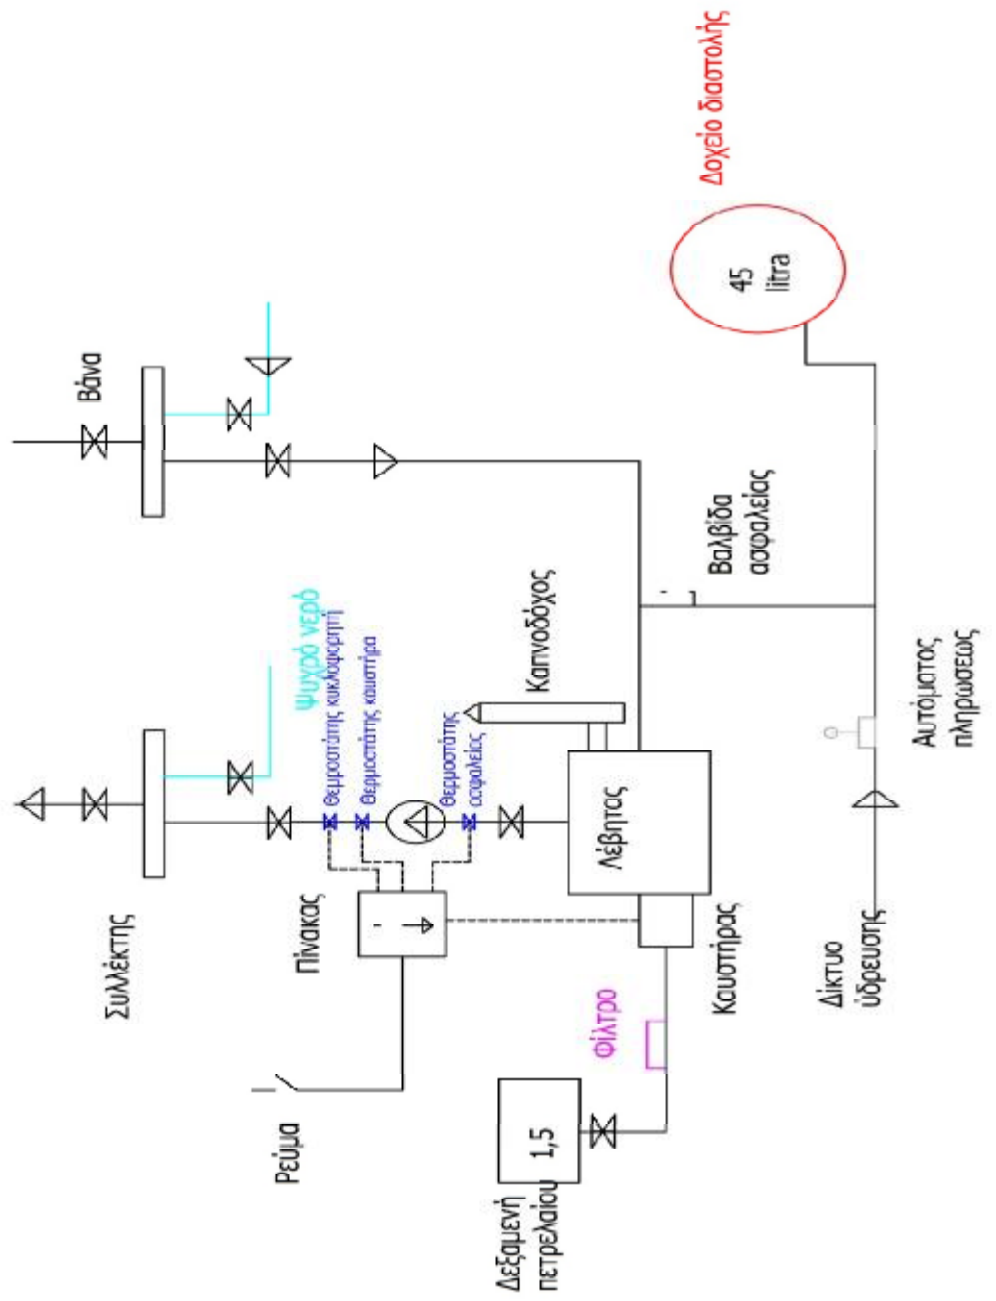 Βάνα
Συλλέκτης
Ρεύμα
Πίνακας
Ψυχρό νερό
θεμροστάτης κυκλοφορητή
θερμοστάτης καυστήρα
θερμοστάτης
ασφαλείας
Καπνοδόχος
Δεξαμενή
πετρελαίου 1,5
Φίλτρο
Λέβητας
Καυστήρας
Βαλβίδα
ασφαλείας
Δοχείο διαστολής
45
litra
Δίκτυο
ύδρευσης
Αυτόματος
πληρώσεως